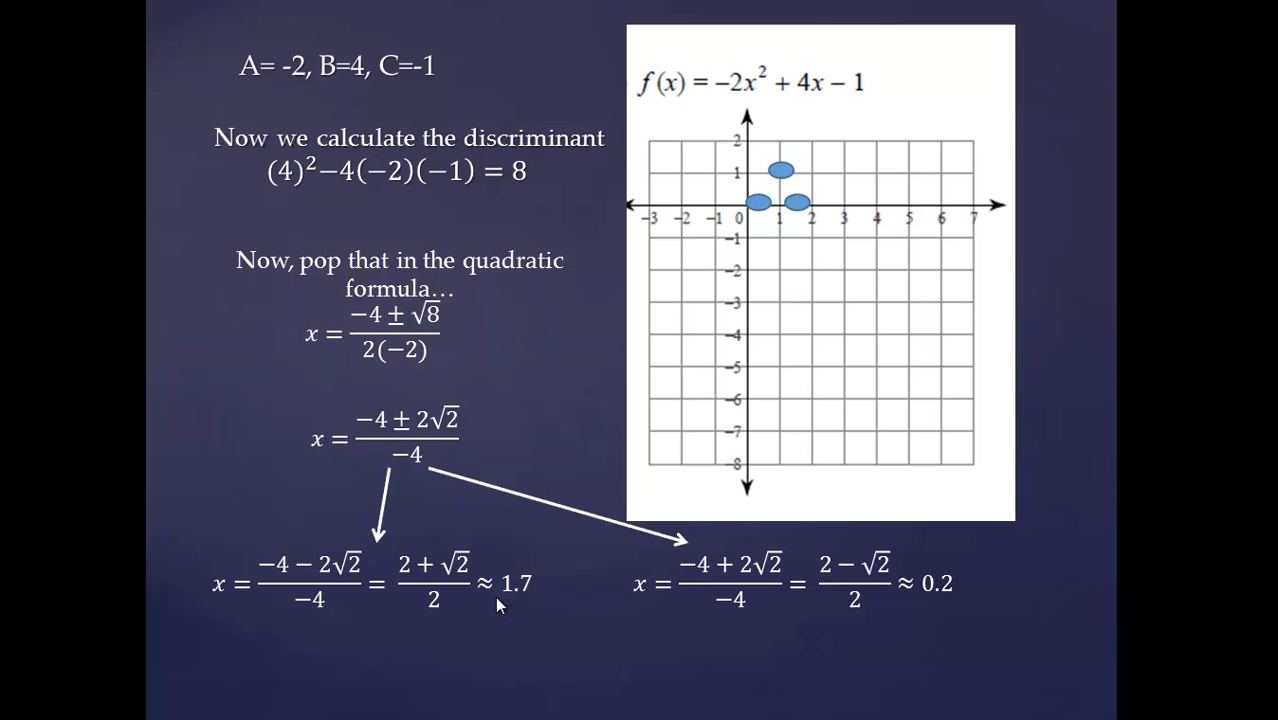 A= -2, B=4, C=-1
Now we calculate the discriminant
(4)²−4(−2)(−1) = 8
Now, pop that in the quadratic
formula…
x = (−4 ± √8) / (2(−2))
x = (−4 ± 2√2) / (−4)
x = (−4 − 2√2) / (−4) = (2 + √2) / 2 ≈ 1.7
x = (−4 + 2√2) / (−4) = (2 − √2) / 2 ≈ 0.2
f(x) = −2x² + 4x − 1
2
1
−3 −2 −1 0 1 2 3 4 5 6 7
−1
−2
−3
−4
−5
−6
−7
−8